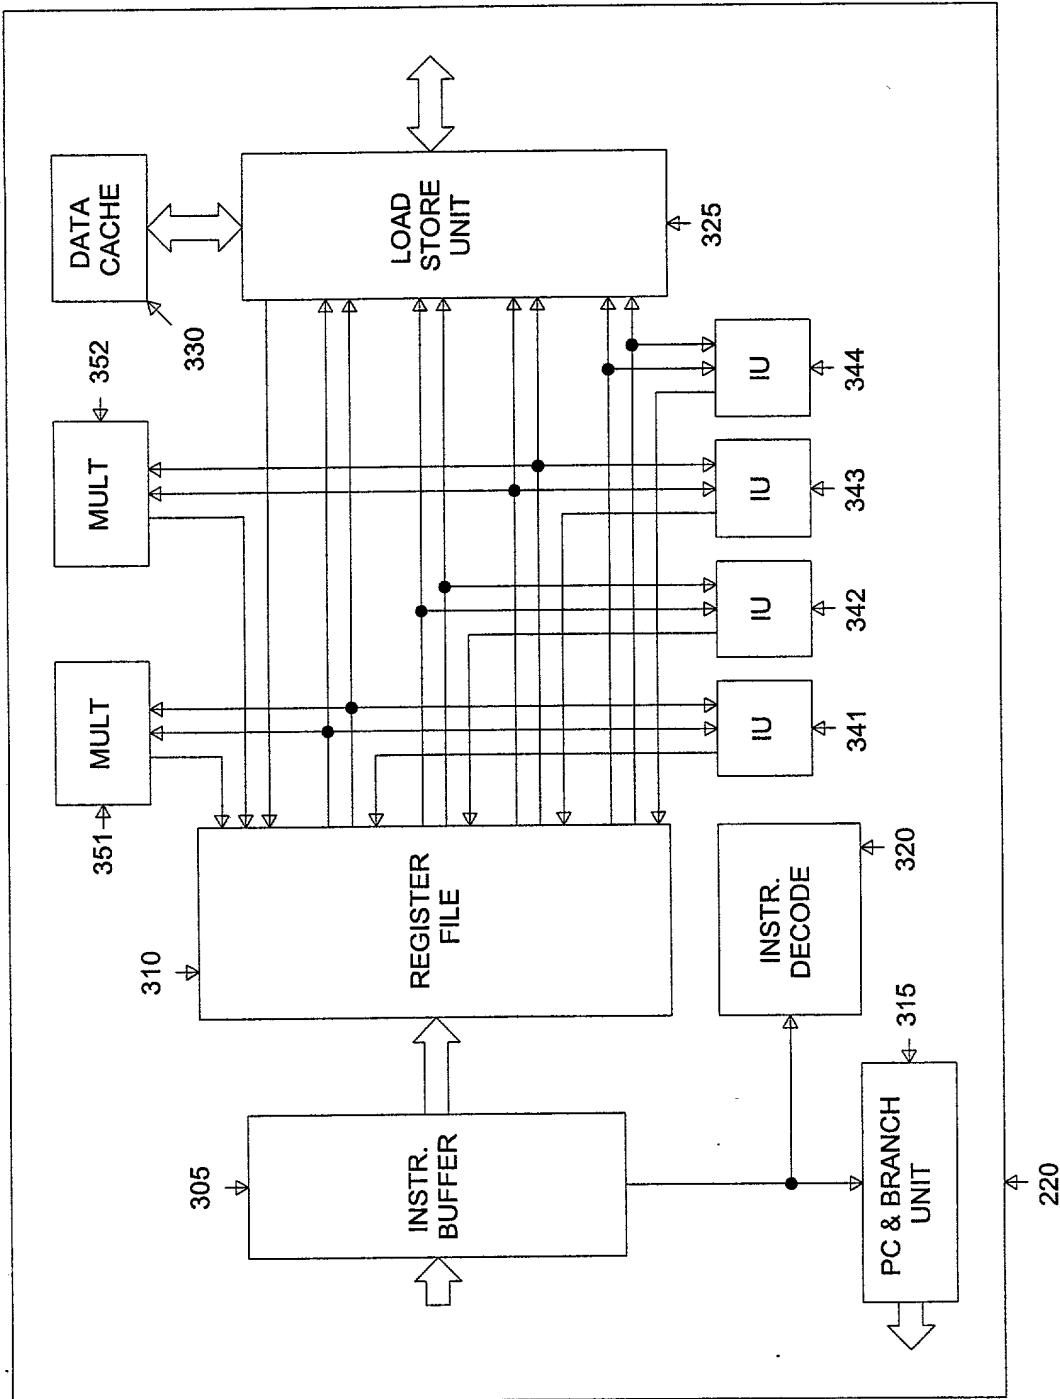 351
MULT
MULT
352
DATA
CACHE
330
305
INSTR.
BUFFER
310
REGISTER
FILE
LOAD
STORE
UNIT
325
INSTR.
DECODE
320
IU
341
IU
342
IU
343
IU
344
PC & BRANCH
UNIT
315
220